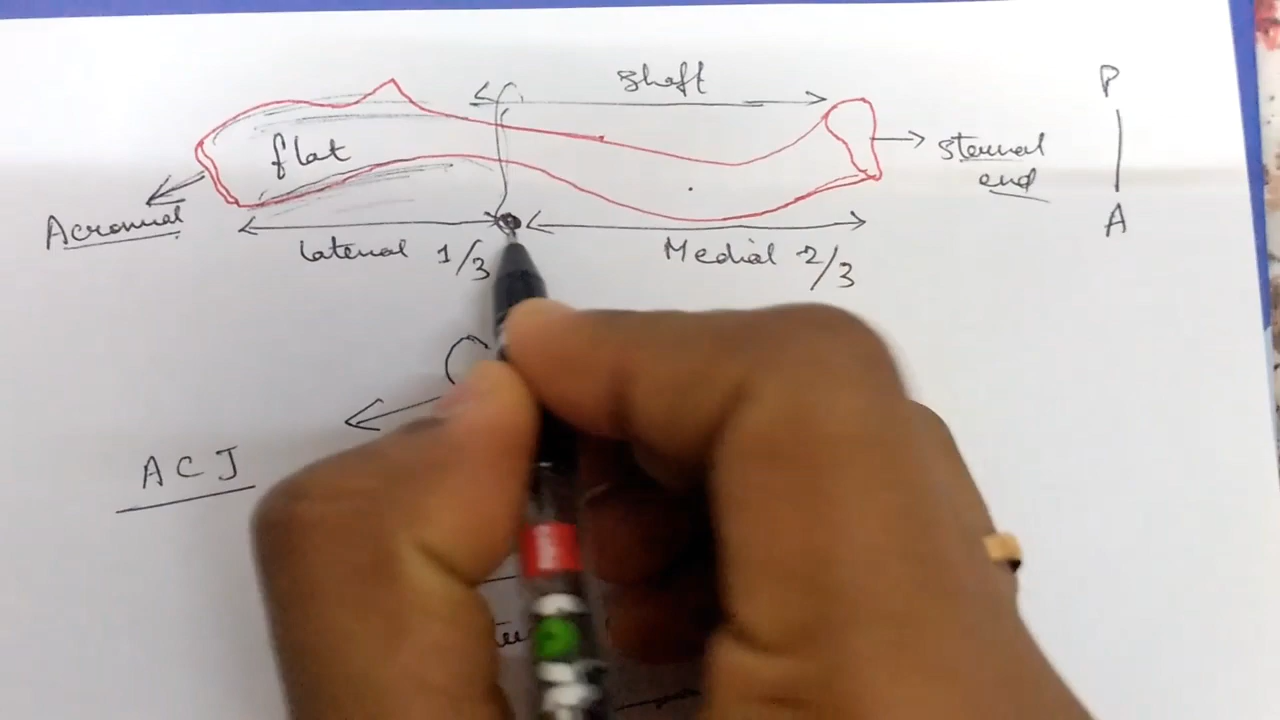 shaft
P
flat
sternal
end
Acromial
A
lateral 1/3
Medial 2/3
ACJ